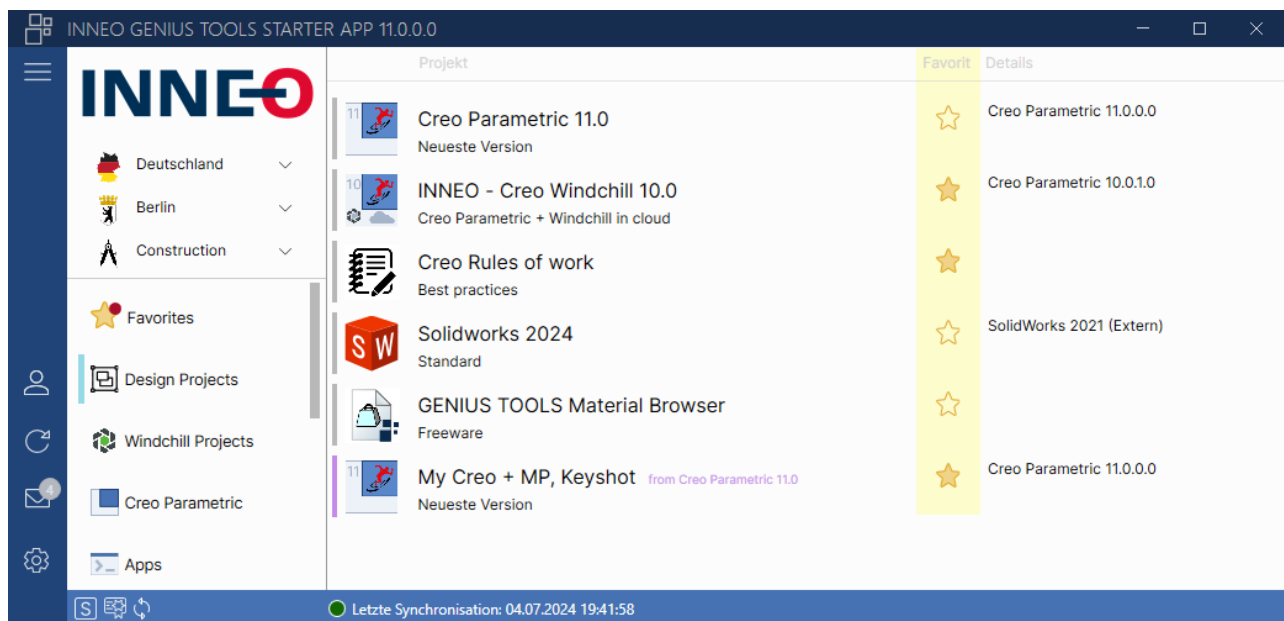 INNEO GENIUS TOOLS STARTER APP 11.0.0.0
INNEO
Deutschland
Berlin
Construction
Favorites
Design Projects
Windchill Projects
Creo Parametric
Apps
4
Projekt Favorit Details
11 Creo Parametric 11.0 Creo Parametric 11.0.0.0
Neueste Version
10 INNEO - Creo Windchill 10.0 Creo Parametric 10.0.1.0
Creo Parametric + Windchill in cloud
Creo Rules of work
Best practices
SW Solidworks 2024 SolidWorks 2021 (Extern)
Standard
GENIUS TOOLS Material Browser
Freeware
11 My Creo + MP, Keyshot from Creo Parametric 11.0 Creo Parametric 11.0.0.0
Neueste Version
S Letzte Synchronisation: 04.07.2024 19:41:58